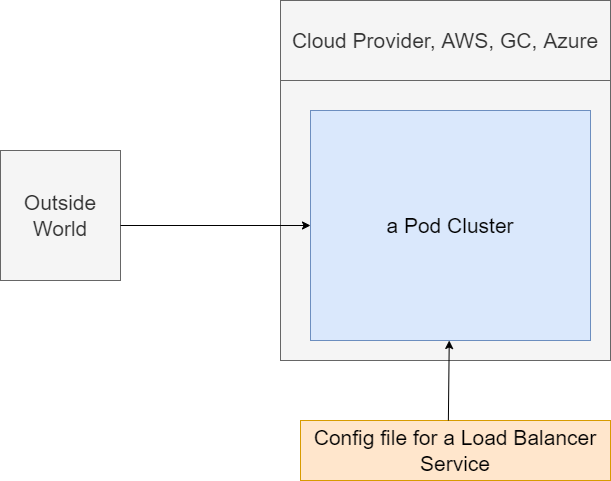 Cloud Provider, AWS, GC, Azure
Outside
World
a Pod Cluster
Config file for a Load Balancer
Service